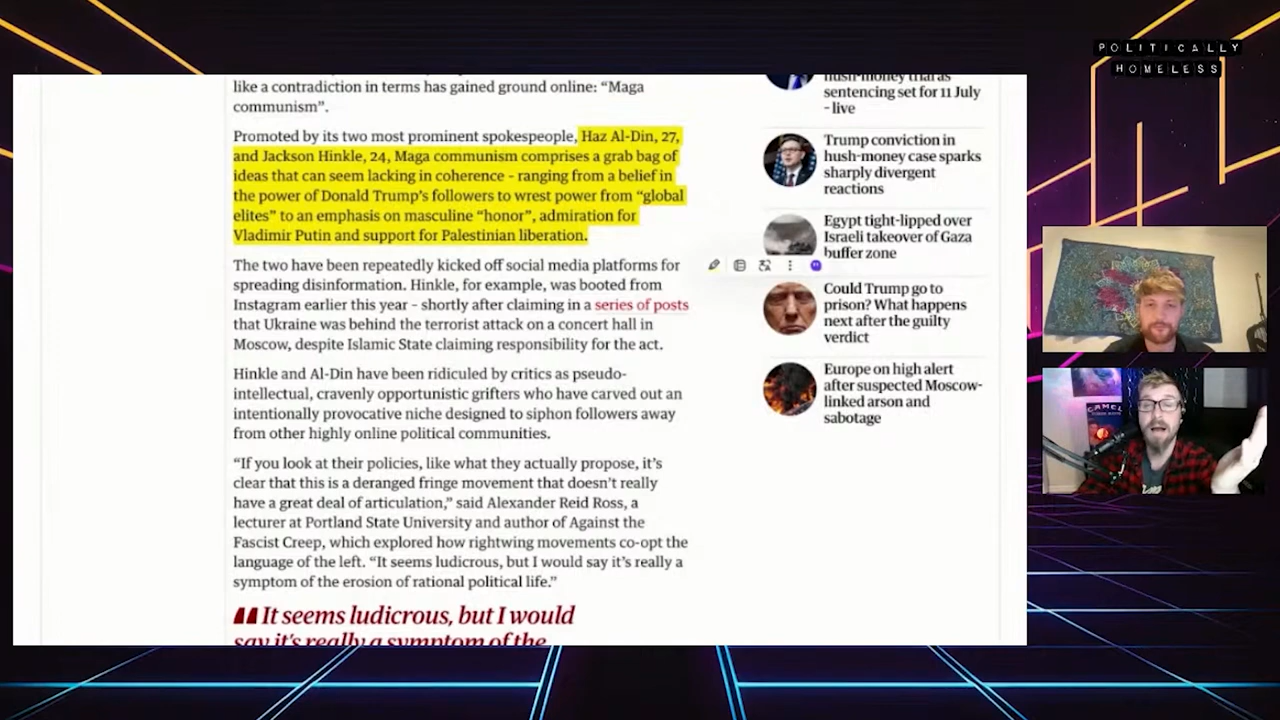 POLITICALLY
HOMELESS
like a contradiction in terms has gained ground online: “Maga
communism”.
Promoted by its two most prominent spokespeople, Haz Al-Din, 27,
and Jackson Hinkle, 24, Maga communism comprises a grab bag of
ideas that can seem lacking in coherence – ranging from a belief in
the power of Donald Trump’s followers to wrest power from “global
elites” to an emphasis on masculine “honor”, admiration for
Vladimir Putin and support for Palestinian liberation.
The two have been repeatedly kicked off social media platforms for
spreading disinformation. Hinkle, for example, was booted from
Instagram earlier this year – shortly after claiming in a series of posts
that Ukraine was behind the terrorist attack on a concert hall in
Moscow, despite Islamic State claiming responsibility for the act.
Hinkle and Al-Din have been ridiculed by critics as pseudo-
intellectual, cravenly opportunistic grifters who have carved out an
intentionally provocative niche designed to siphon followers away
from other highly online political communities.
“If you look at their policies, like what they actually propose, it’s
clear that this is a deranged fringe movement that doesn’t really
have a great deal of articulation,” said Alexander Reid Ross, a
lecturer at Portland State University and author of Against the
Fascist Creep, which explored how rightwing movements co-opt the
language of the left. “It seems ludicrous, but I would say it’s really a
symptom of the erosion of rational political life.”
It seems ludicrous, but I would
say it's really a symptom of the
hush-money trial as
sentencing set for 11 July
– live
Trump conviction in
hush-money case sparks
sharply divergent
reactions
Egypt tight-lipped over
Israeli takeover of Gaza
buffer zone
Could Trump go to
prison? What happens
next after the guilty
verdict
Europe on high alert
after suspected Moscow-
linked arson and
sabotage
CAMEL